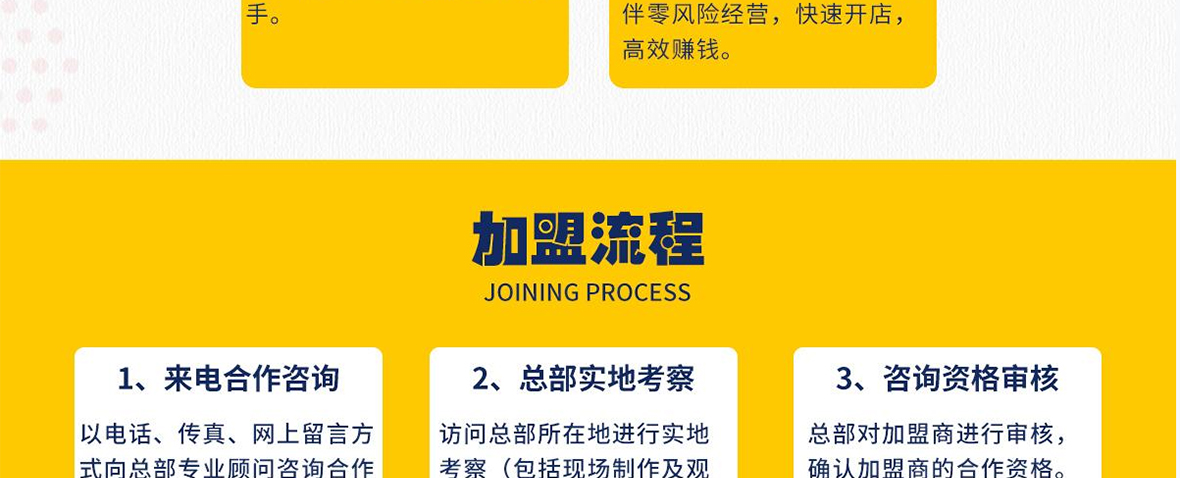 手。
伴零风险经营，快速开店，
高效赚钱。
加盟流程
JOINING PROCESS
1、来电合作咨询
以电话、传真、网上留言方
式向总部专业顾问咨询合作
2、总部实地考察
访问总部所在地进行实地
考察（包括现场制作及观
3、咨询资格审核
总部对加盟商进行审核，
确认加盟商的合作资格。